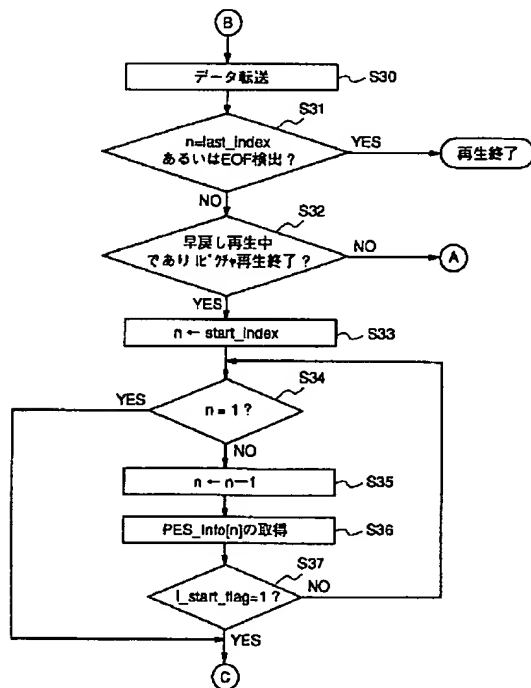 B
データ転送
S30
S31
n=last_index
あるいはEOF検出?
YES
再生終了
NO
S32
早戻し再生中
でありIピクチャ再生終了?
NO
A
YES
n ← start_index
S33
S34
YES
n = 1 ?
NO
n ← n−1
S35
PES_info[n]の取得
S36
S37
I_start_flag=1 ?
NO
YES
C